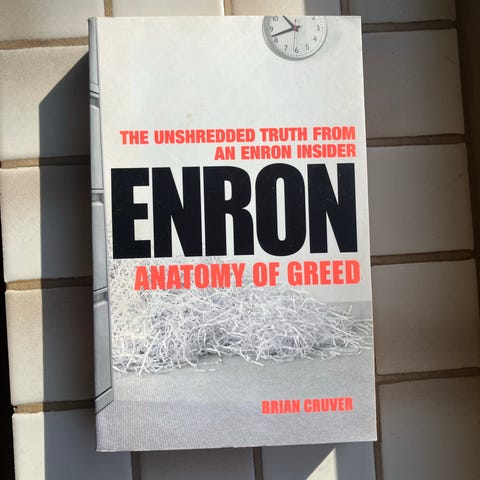 THE UNSHREDDED TRUTH FROM
AN ENRON INSIDER
ENRON
ANATOMY OF GREED
BRIAN CRUVER